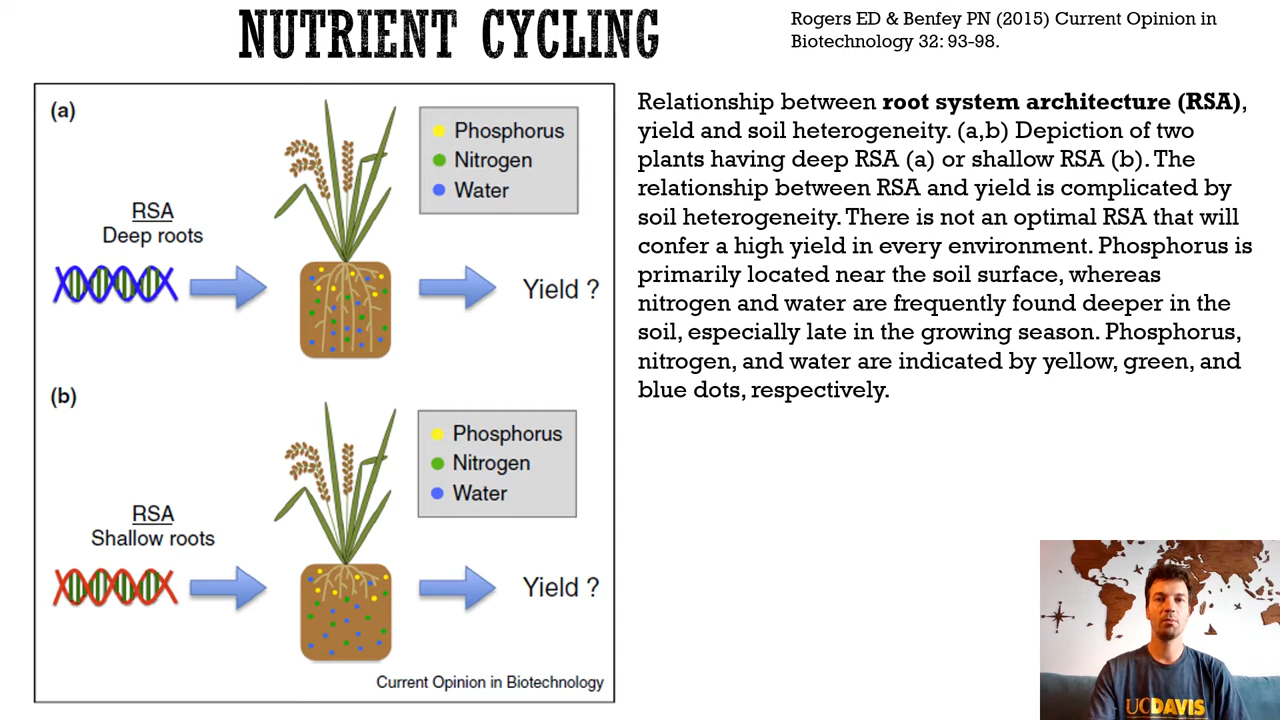 NUTRIENT CYCLING
Rogers ED & Benfey PN (2015) Current Opinion in
Biotechnology 32: 93-98.
(a)
Phosphorus
Nitrogen
Water
RSA
Deep roots
Yield ?
(b)
Phosphorus
Nitrogen
Water
RSA
Shallow roots
Yield ?
Current Opinion in Biotechnology
Relationship between root system architecture (RSA),
yield and soil heterogeneity. (a,b) Depiction of two
plants having deep RSA (a) or shallow RSA (b). The
relationship between RSA and yield is complicated by
soil heterogeneity. There is not an optimal RSA that will
confer a high yield in every environment. Phosphorus is
primarily located near the soil surface, whereas
nitrogen and water are frequently found deeper in the
soil, especially late in the growing season. Phosphorus,
nitrogen, and water are indicated by yellow, green, and
blue dots, respectively.
UCDAVIS